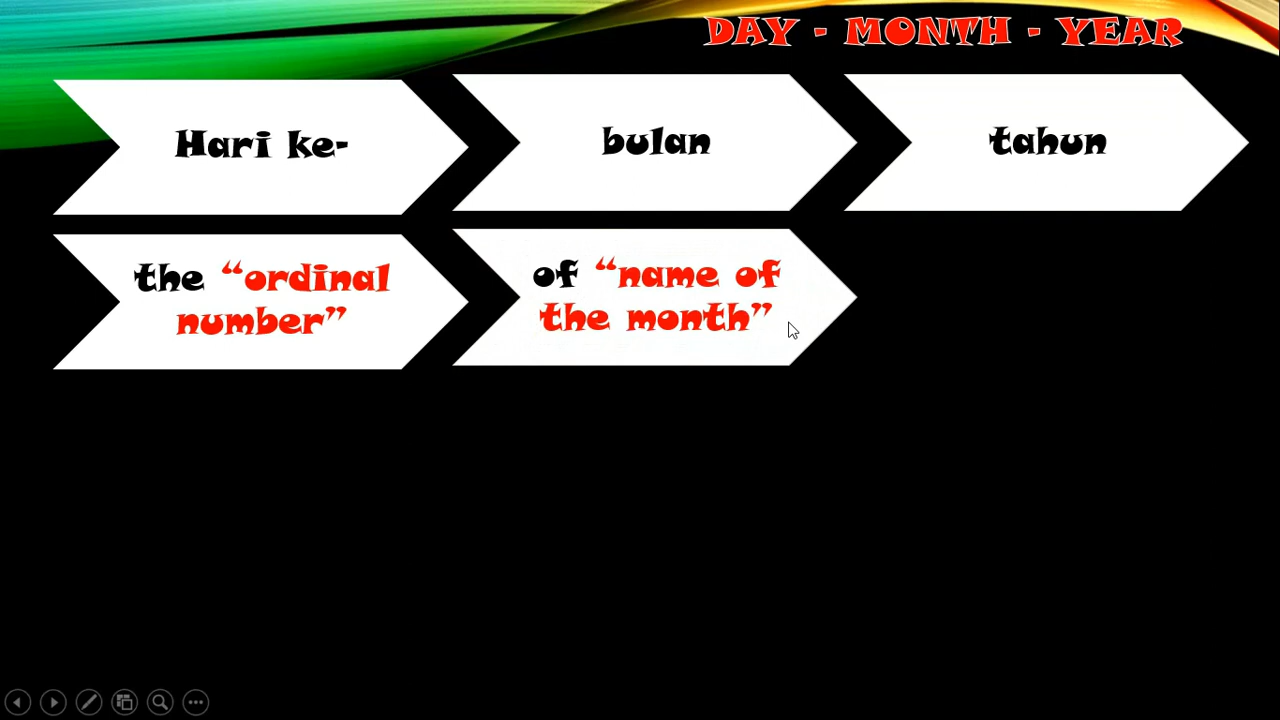 DAY - MONTH - YEAR
Hari ke-
bulan
tahun
the “ordinal
number”
of “name of
the month”